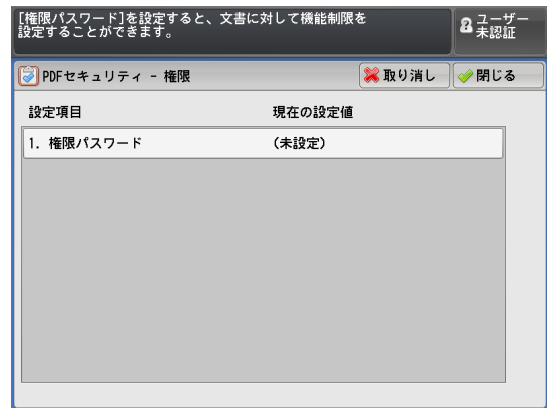 [権限パスワード]を設定すると、文書に対して機能制限を
設定することができます。
ユーザー
未認証
PDFセキュリティ - 権限
取り消し
閉じる
設定項目 現在の設定値
1. 権限パスワード (未設定)